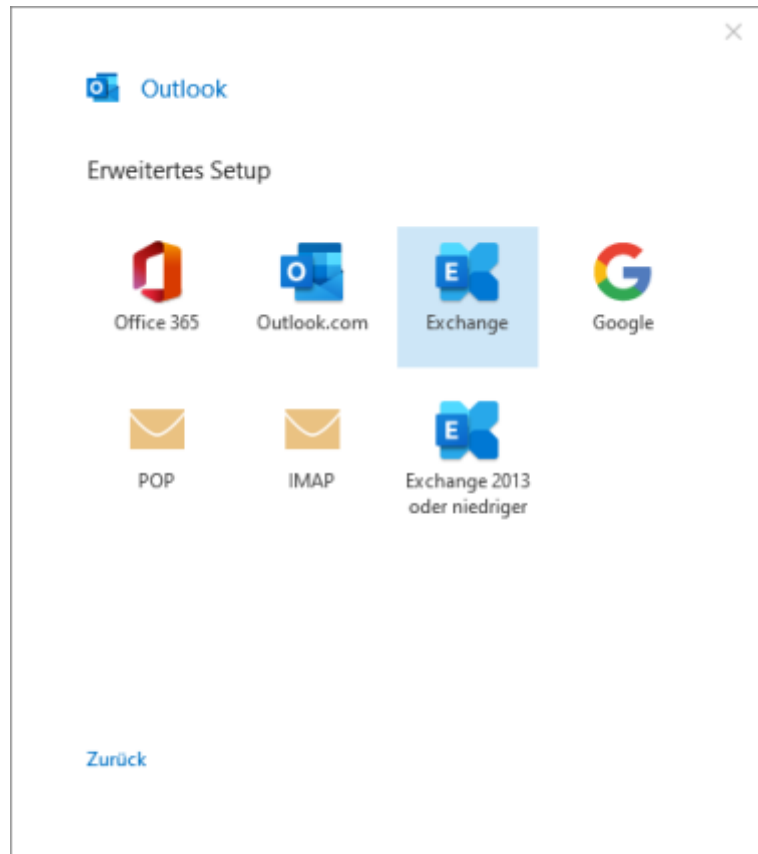 Outlook
Erweitertes Setup
Office 365
Outlook.com
Exchange
Google
POP
IMAP
Exchange 2013
oder niedriger
Zurück